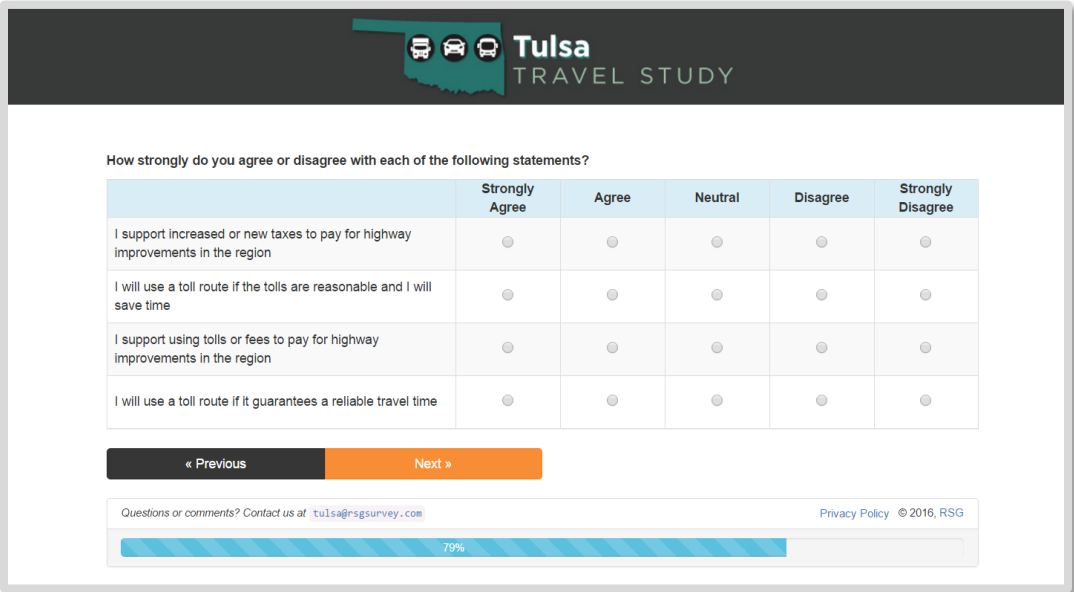 Tulsa
TRAVEL STUDY
How strongly do you agree or disagree with each of the following statements?
Strongly Agree Agree Neutral Disagree Strongly Disagree
I support increased or new taxes to pay for highway
improvements in the region
I will use a toll route if the tolls are reasonable and I will
save time
I support using tolls or fees to pay for highway
improvements in the region
I will use a toll route if it guarantees a reliable travel time
« Previous Next »
Questions or comments? Contact us at tulsa@rsgsurvey.com Privacy Policy © 2016, RSG
79%